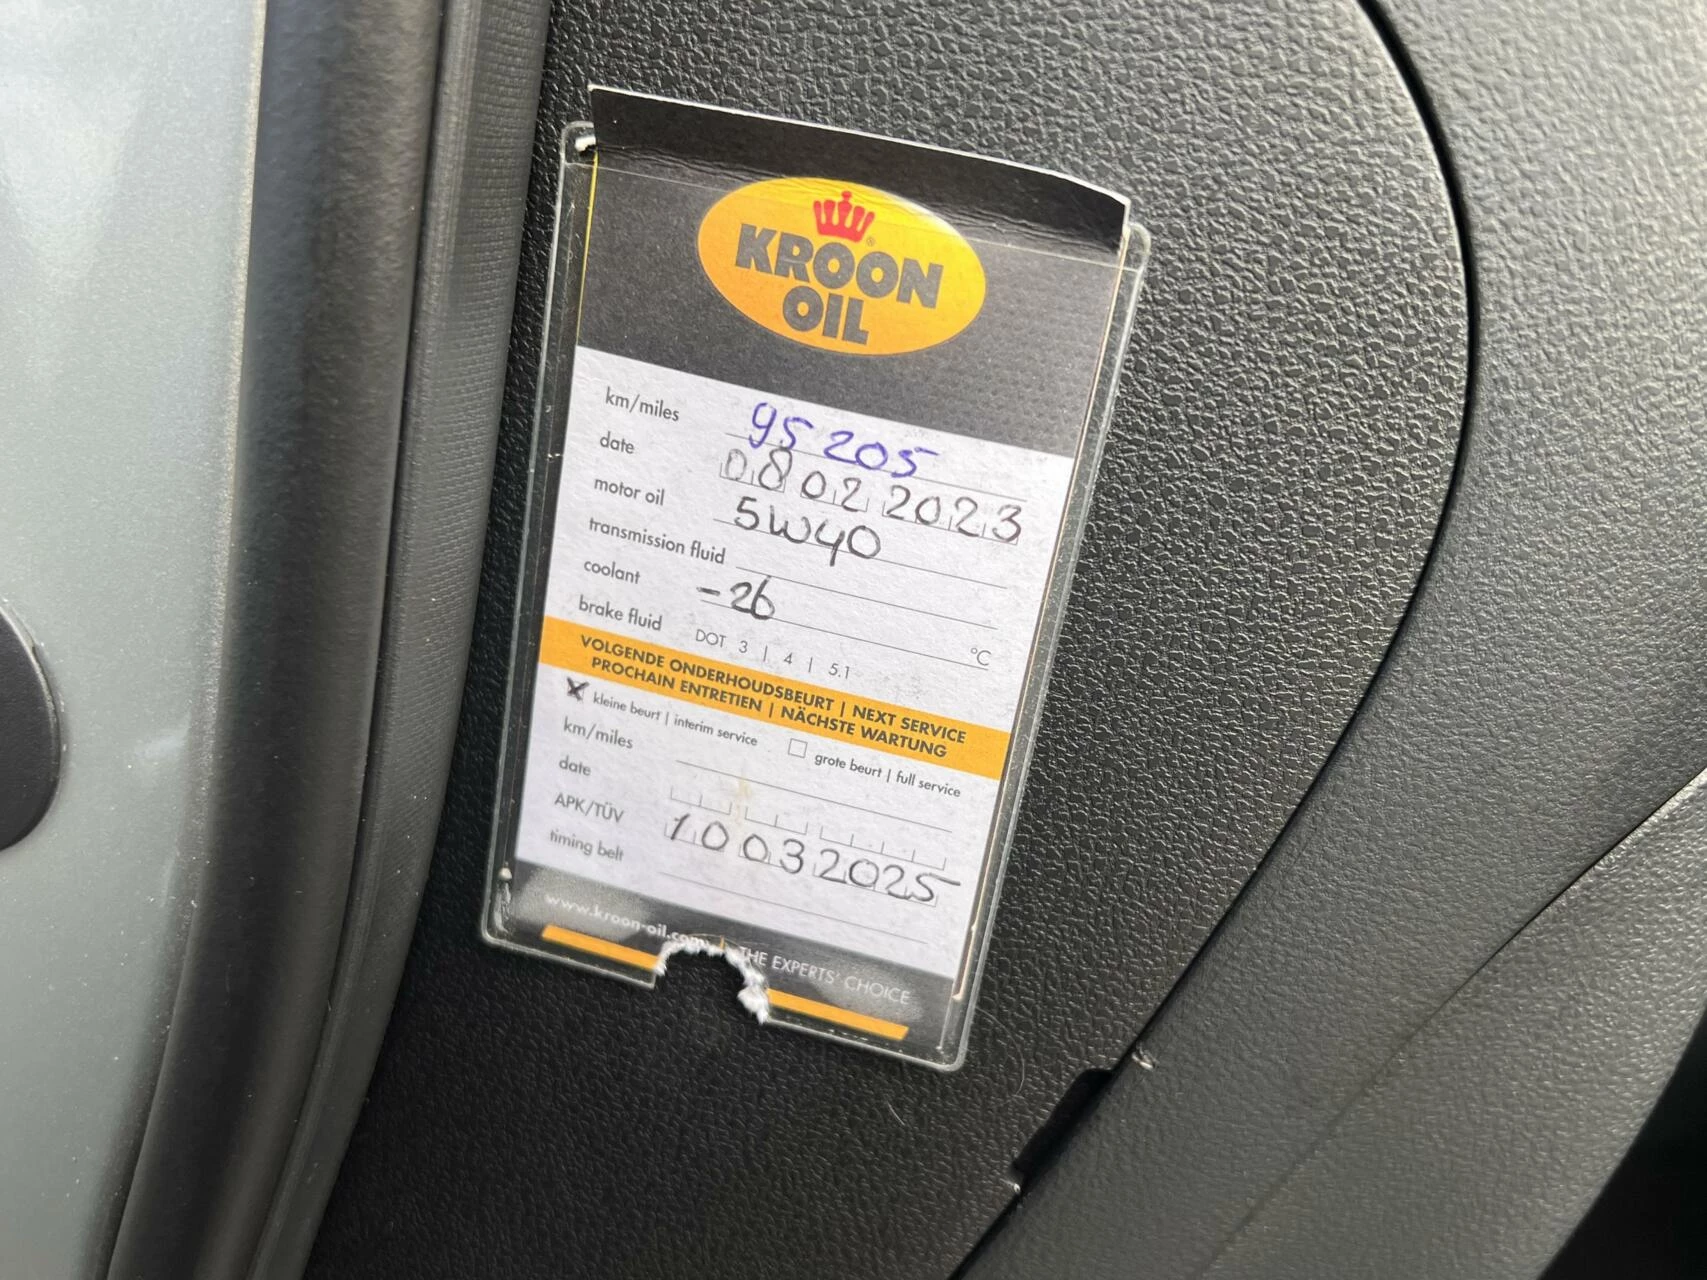 KROON
OIL
km/miles 95205
date 08 02 2023
motor oil 5W40
transmission fluid
coolant -26 °C
brake fluid DOT 3 | 4 | 5.1
VOLGENDE ONDERHOUDSBEURT | NEXT SERVICE
PROCHAIN ENTRETIEN | NÄCHSTE WARTUNG
kleine beurt | interim service grote beurt | full service
km/miles
date
APK/TÜV 10 03 2025
timing belt
www.kroon-oil.com THE EXPERTS' CHOICE